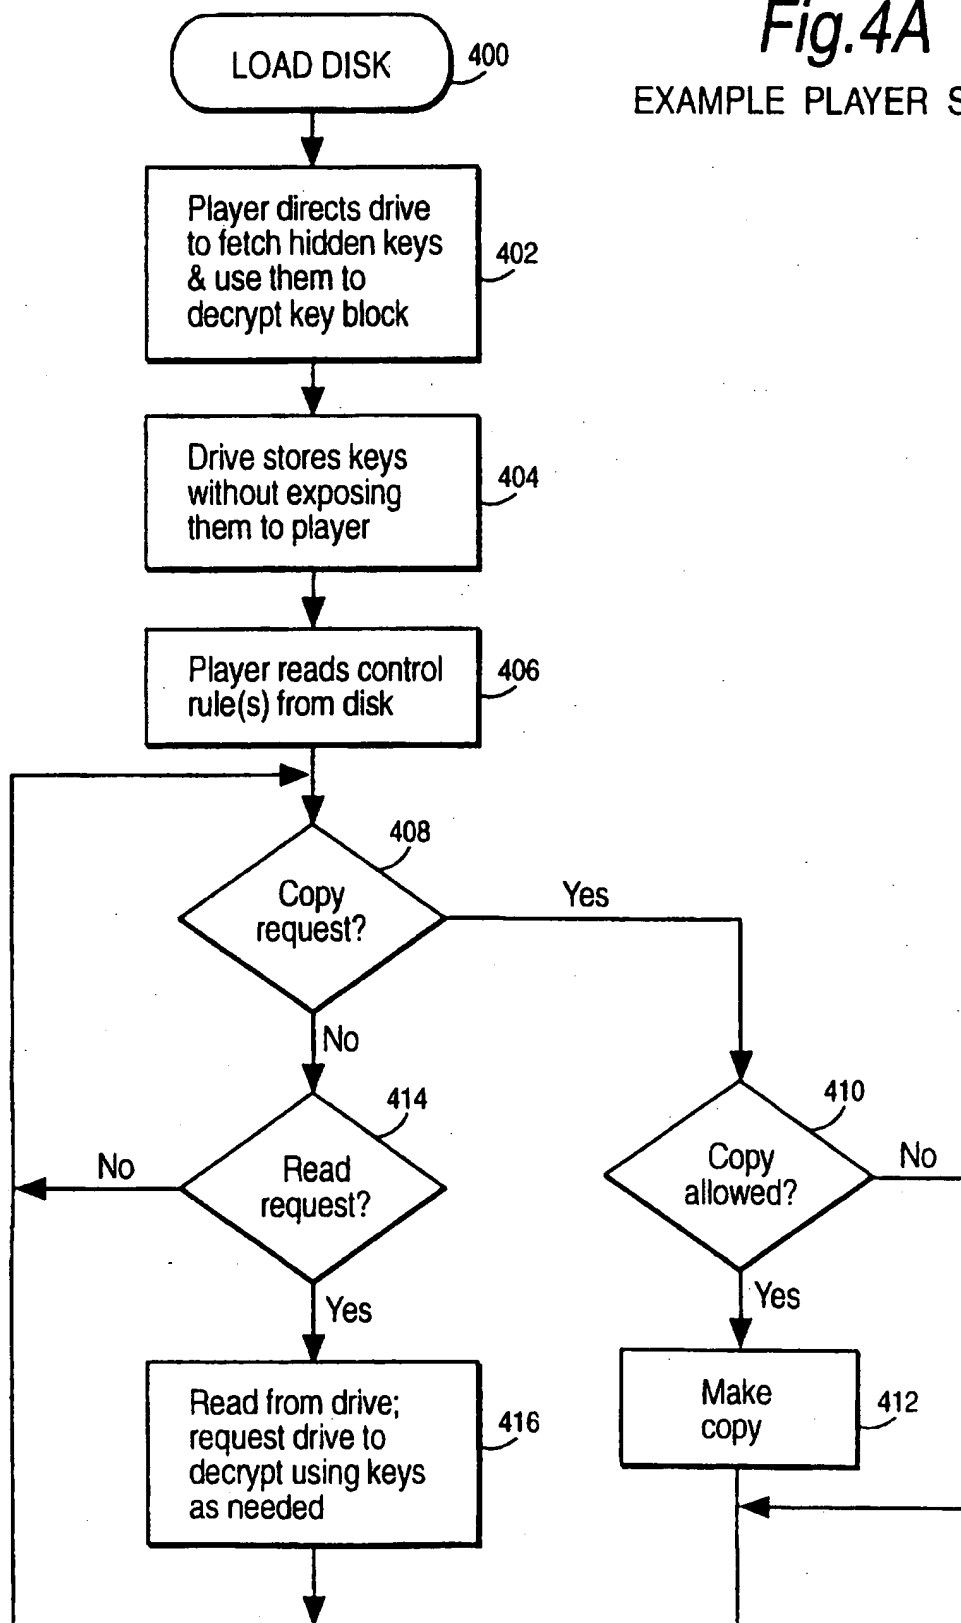 Fig.4A
EXAMPLE PLAYER S
LOAD DISK
400
Player directs drive
to fetch hidden keys
& use them to
decrypt key block
402
Drive stores keys
without exposing
them to player
404
Player reads control
rule(s) from disk
406
408
Copy
request?
Yes
No
414
Read
request?
No
410
Copy
allowed?
No
Yes
Yes
Read from drive;
request drive to
decrypt using keys
as needed
416
Make
copy
412